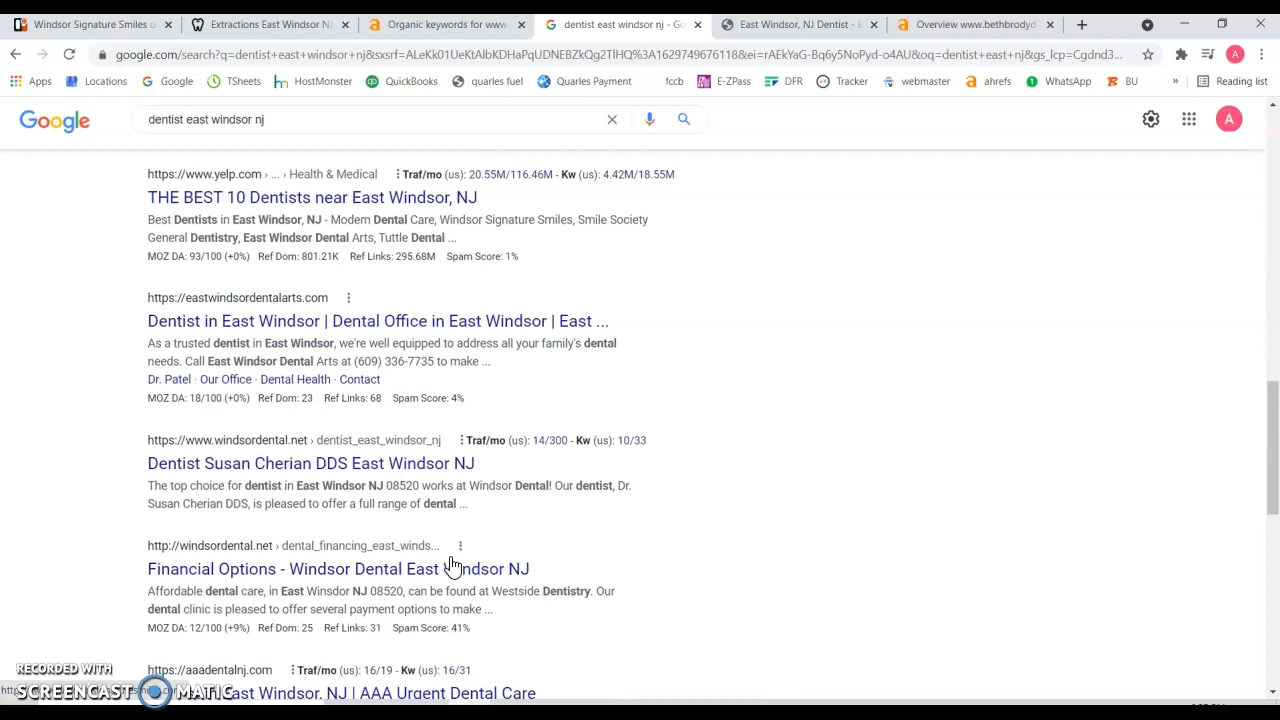 Windsor Signature Smiles o
Extractions East Windsor NJ
Organic keywords for www
dentist east windsor nj - Go
East Windsor, NJ Dentist - E
Overview www.bethbrodyd
google.com/search?q=dentist+east+windsor+nj&sxsrf=ALeKk01UeKtAlbKDHaPgUDNEBZkQg2TlHQ%3A1629749676118&ei=rAEkYaG-Bq6y5NoPyd-o4AU&oq=dentist+east+nj&gs_lcp=Cgdnd3...
Apps Locations Google TSheets HostMonster QuickBooks quarles fuel Quarles Payment fccb E-ZPass DFR Tracker webmaster ahrefs WhatsApp BU » Reading list
Google dentist east windsor nj A
https://www.yelp.com › ... › Health & Medical Traf/mo (us): 20.55M/116.46M - Kw (us): 4.42M/18.55M
THE BEST 10 Dentists near East Windsor, NJ
Best Dentists in East Windsor, NJ - Modern Dental Care, Windsor Signature Smiles, Smile Society
General Dentistry, East Windsor Dental Arts, Tuttle Dental ...
MOZ DA: 93/100 (+0%) Ref Dom: 801.21K Ref Links: 295.68M Spam Score: 1%
https://eastwindsordentalarts.com
Dentist in East Windsor | Dental Office in East Windsor | East ...
As a trusted dentist in East Windsor, we're well equipped to address all your family's dental
needs. Call East Windsor Dental Arts at (609) 336-7735 to make ...
Dr. Patel · Our Office · Dental Health · Contact
MOZ DA: 18/100 (+0%) Ref Dom: 23 Ref Links: 68 Spam Score: 4%
https://www.windsordental.net › dentist_east_windsor_nj Traf/mo (us): 14/300 - Kw (us): 10/33
Dentist Susan Cherian DDS East Windsor NJ
The top choice for dentist in East Windsor NJ 08520 works at Windsor Dental! Our dentist, Dr.
Susan Cherian DDS, is pleased to offer a full range of dental ...
http://windsordental.net › dental_financing_east_winds...
Financial Options - Windsor Dental East Windsor NJ
Affordable dental care, in East Winsdor NJ 08520, can be found at Westside Dentistry. Our
dental clinic is pleased to offer several payment options to make ...
MOZ DA: 12/100 (+9%) Ref Dom: 25 Ref Links: 31 Spam Score: 41%
https://aaadentalnj.com Traf/mo (us): 16/19 - Kw (us): 16/31
East Windsor, NJ | AAA Urgent Dental Care
RECORDED WITH
SCREENCAST MATIC